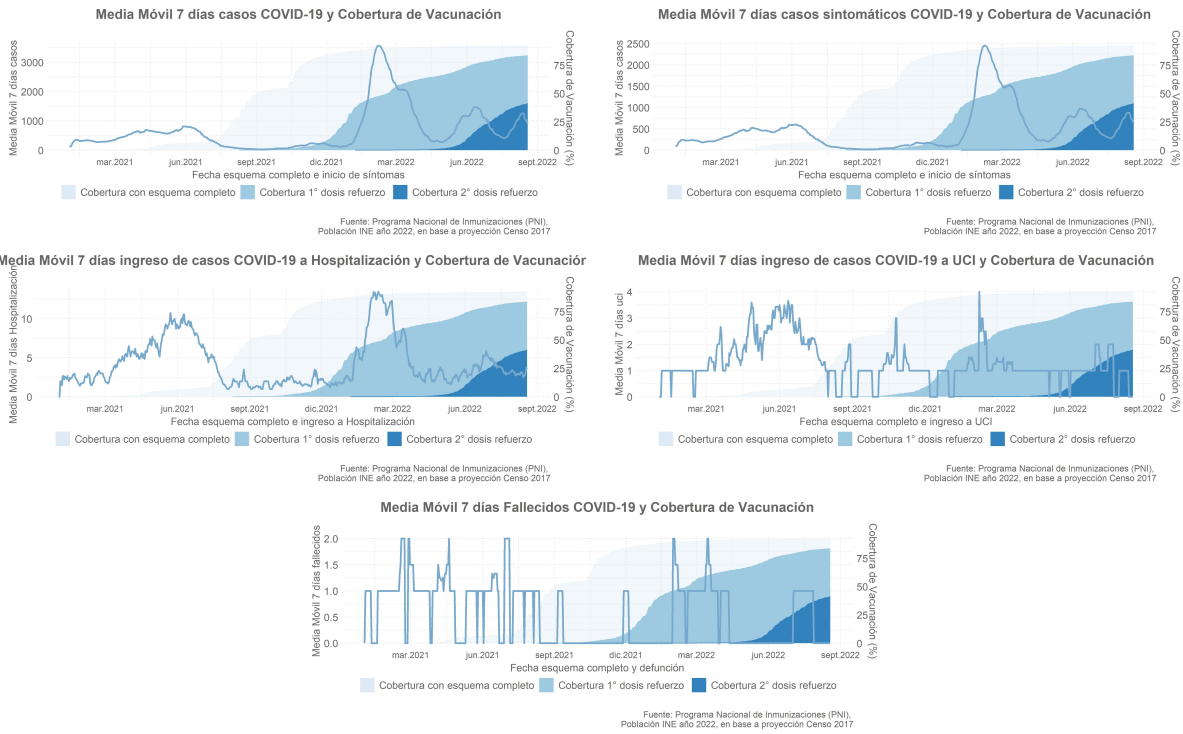 Media Móvil 7 días casos COVID-19 y Cobertura de Vacunación
Media Móvil 7 días casos
3000
2000
1000
0
Cobertura de Vacunación (%)
75
50
25
0
mar.2021 jun.2021 sept.2021 dic.2021 mar.2022 jun.2022 sept.2022
Fecha esquema completo e inicio de síntomas
Cobertura con esquema completo Cobertura 1° dosis refuerzo Cobertura 2° dosis refuerzo
Fuente: Programa Nacional de Inmunizaciones (PNI),
Población INE año 2022, en base a proyección Censo 2017
Media Móvil 7 días casos sintomáticos COVID-19 y Cobertura de Vacunación
Media Móvil 7 días casos
2500
2000
1500
1000
500
0
Cobertura de Vacunación (%)
75
50
25
0
mar.2021 jun.2021 sept.2021 dic.2021 mar.2022 jun.2022 sept.2022
Fecha esquema completo e inicio de síntomas
Cobertura con esquema completo Cobertura 1° dosis refuerzo Cobertura 2° dosis refuerzo
Fuente: Programa Nacional de Inmunizaciones (PNI),
Población INE año 2022, en base a proyección Censo 2017
Media Móvil 7 días ingreso de casos COVID-19 a Hospitalización y Cobertura de Vacunación
Media Móvil 7 días Hospitalización
10
5
0
Cobertura de Vacunación (%)
75
50
25
0
mar.2021 jun.2021 sept.2021 dic.2021 mar.2022 jun.2022 sept.2022
Fecha esquema completo e ingreso a Hospitalización
Cobertura con esquema completo Cobertura 1° dosis refuerzo Cobertura 2° dosis refuerzo
Fuente: Programa Nacional de Inmunizaciones (PNI),
Población INE año 2022, en base a proyección Censo 2017
Media Móvil 7 días ingreso de casos COVID-19 a UCI y Cobertura de Vacunación
Media Móvil 7 días uci
4
3
2
1
0
Cobertura de Vacunación (%)
75
50
25
0
mar.2021 jun.2021 sept.2021 dic.2021 mar.2022 jun.2022 sept.2022
Fecha esquema completo e ingreso a UCI
Cobertura con esquema completo Cobertura 1° dosis refuerzo Cobertura 2° dosis refuerzo
Fuente: Programa Nacional de Inmunizaciones (PNI),
Población INE año 2022, en base a proyección Censo 2017
Media Móvil 7 días Fallecidos COVID-19 y Cobertura de Vacunación
Media Móvil 7 días fallecidos
2.0
1.5
1.0
0.5
0.0
Cobertura de Vacunación (%)
75
50
25
0
mar.2021 jun.2021 sept.2021 dic.2021 mar.2022 jun.2022 sept.2022
Fecha esquema completo y defunción
Cobertura con esquema completo Cobertura 1° dosis refuerzo Cobertura 2° dosis refuerzo
Fuente: Programa Nacional de Inmunizaciones (PNI),
Población INE año 2022, en base a proyección Censo 2017